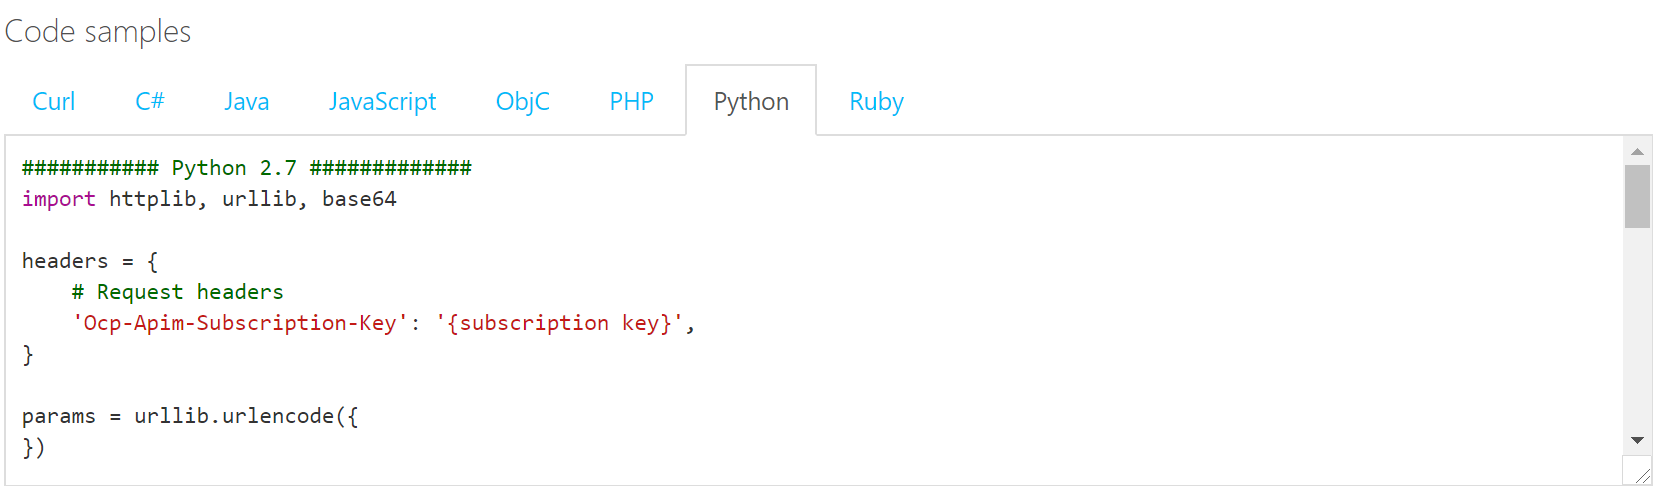 Code samples
Curl C# Java JavaScript ObjC PHP Python Ruby
########### Python 2.7 #############
import httplib, urllib, base64
headers = {
    # Request headers
    'Ocp-Apim-Subscription-Key': '{subscription key}',
}
params = urllib.urlencode({
})